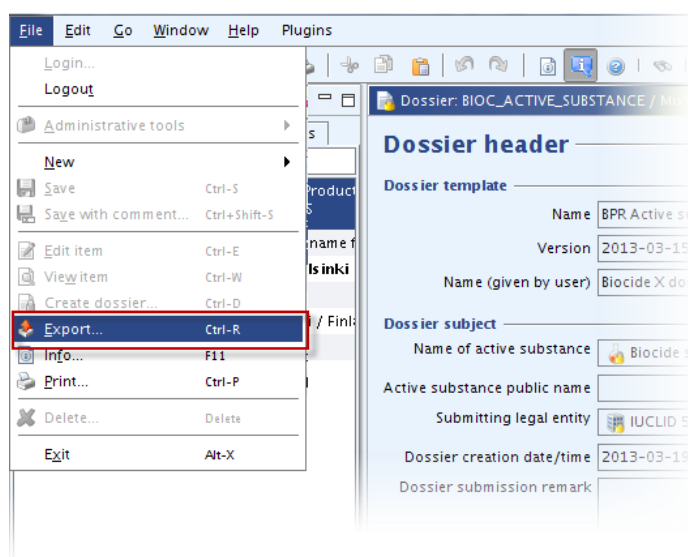 File Edit Go Window Help Plugins
Login...
Logout
Administrative tools
New
Save Ctrl-S
Save with comment... Ctrl+Shift-S
Edit item Ctrl-E
View item Ctrl-W
Create dossier... Ctrl-D
Export... Ctrl-R
Info... F11
Print... Ctrl-P
Delete... Delete
Exit Alt-X
s
Product
S
name f
lsinki
/ Finl
Dossier: BIOC_ACTIVE_SUBSTANCE /
Dossier header
Dossier template
Name BPR Active s
Version 2013-03-15
Name (given by user) Biocide X do
Dossier subject
Name of active substance Biocide s
Active substance public name
Submitting legal entity IUCLID 5
Dossier creation date/time 2013-03-19
Dossier submission remark